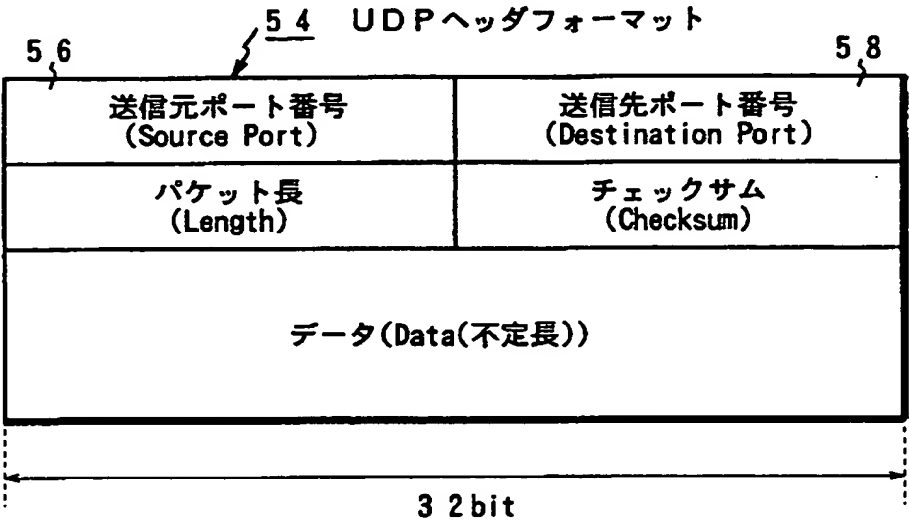 54 UDPヘッダフォーマット
56
58
送信元ポート番号
(Source Port)
送信先ポート番号
(Destination Port)
パケット長
(Length)
チェックサム
(Checksum)
データ(Data(不定長))
32bit